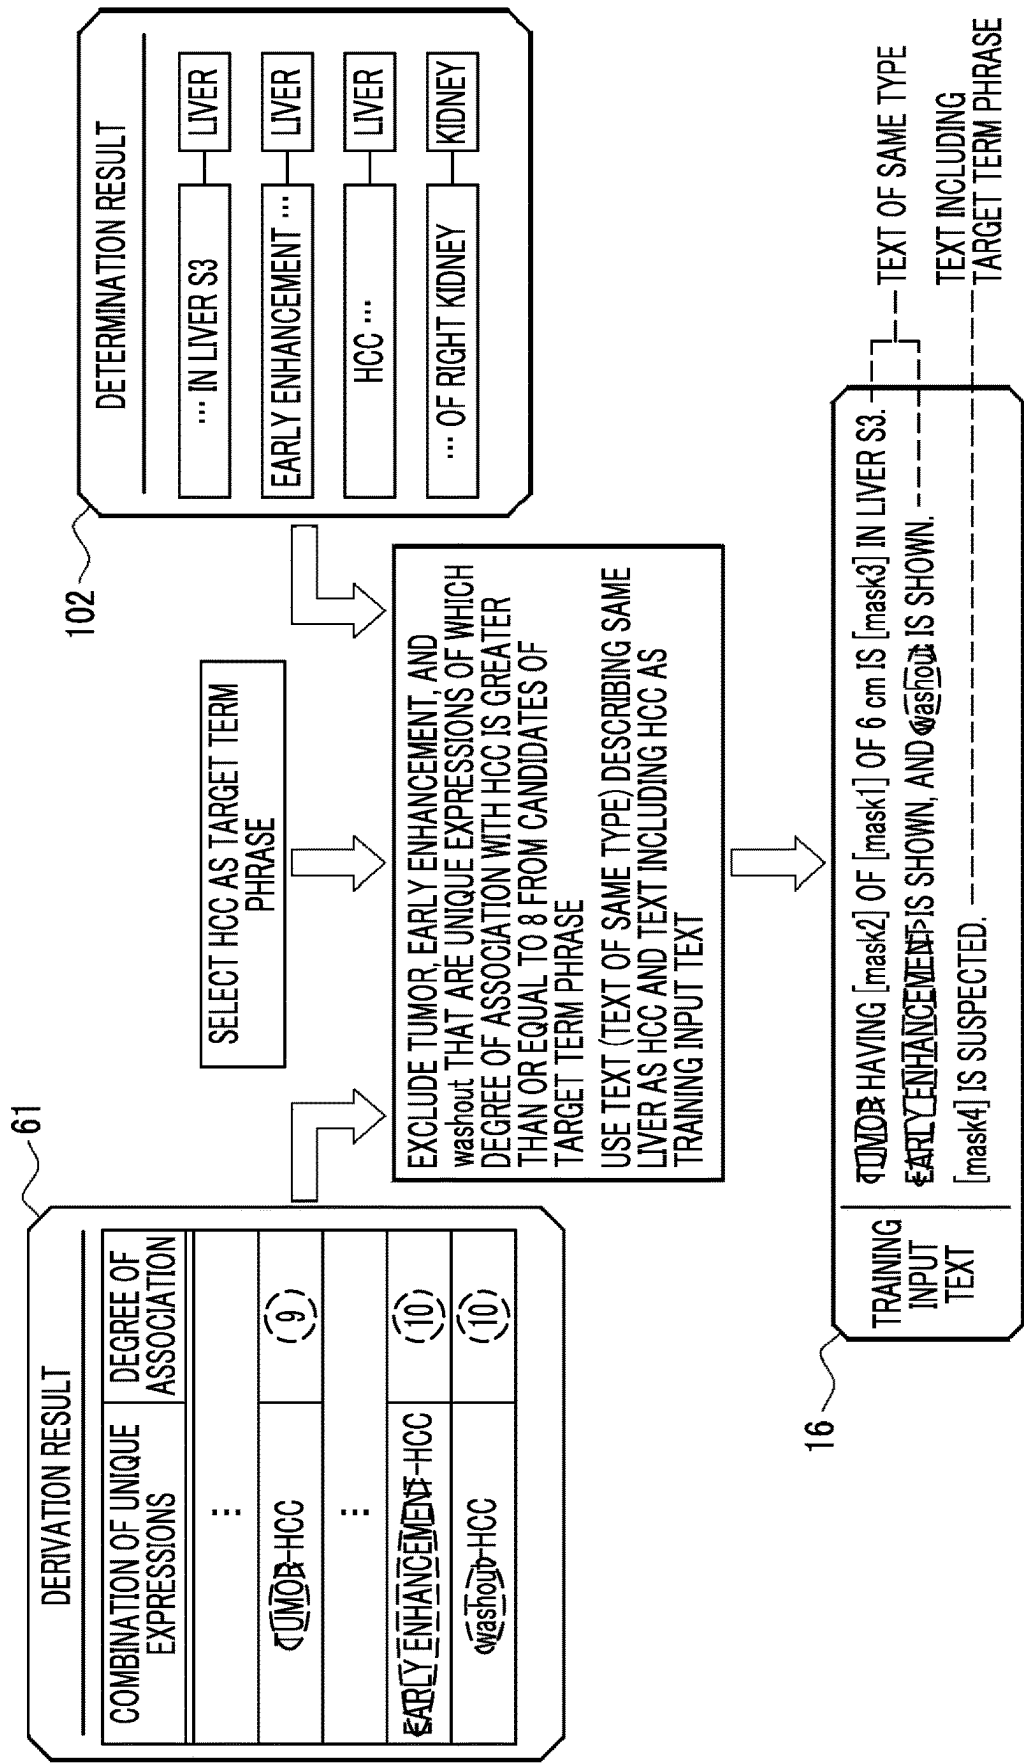 DERIVATION RESULT
61
COMBINATION OF UNIQUE
EXPRESSIONS
DEGREE OF
ASSOCIATION
...
TUMOR-HCC
9
...
EARLY ENHANCEMENT-HCC
10
washout-HCC
10
SELECT HCC AS TARGET TERM
PHRASE
102
DETERMINATION RESULT
... IN LIVER S3
LIVER
EARLY ENHANCEMENT ...
LIVER
HCC ...
LIVER
... OF RIGHT KIDNEY
KIDNEY
EXCLUDE TUMOR, EARLY ENHANCEMENT, AND
washout THAT ARE UNIQUE EXPRESSIONS OF WHICH
DEGREE OF ASSOCIATION WITH HCC IS GREATER
THAN OR EQUAL TO 8 FROM CANDIDATES OF
TARGET TERM PHRASE
USE TEXT (TEXT OF SAME TYPE) DESCRIBING SAME
LIVER AS HCC AND TEXT INCLUDING HCC AS
TRAINING INPUT TEXT
16
TRAINING
INPUT
TEXT
TUMOR HAVING [mask2] OF [mask1] OF 6 cm IS [mask3] IN LIVER S3.
EARLY ENHANCEMENT IS SHOWN, AND washout IS SHOWN.
[mask4] IS SUSPECTED.
TEXT OF SAME TYPE
TEXT INCLUDING
TARGET TERM PHRASE